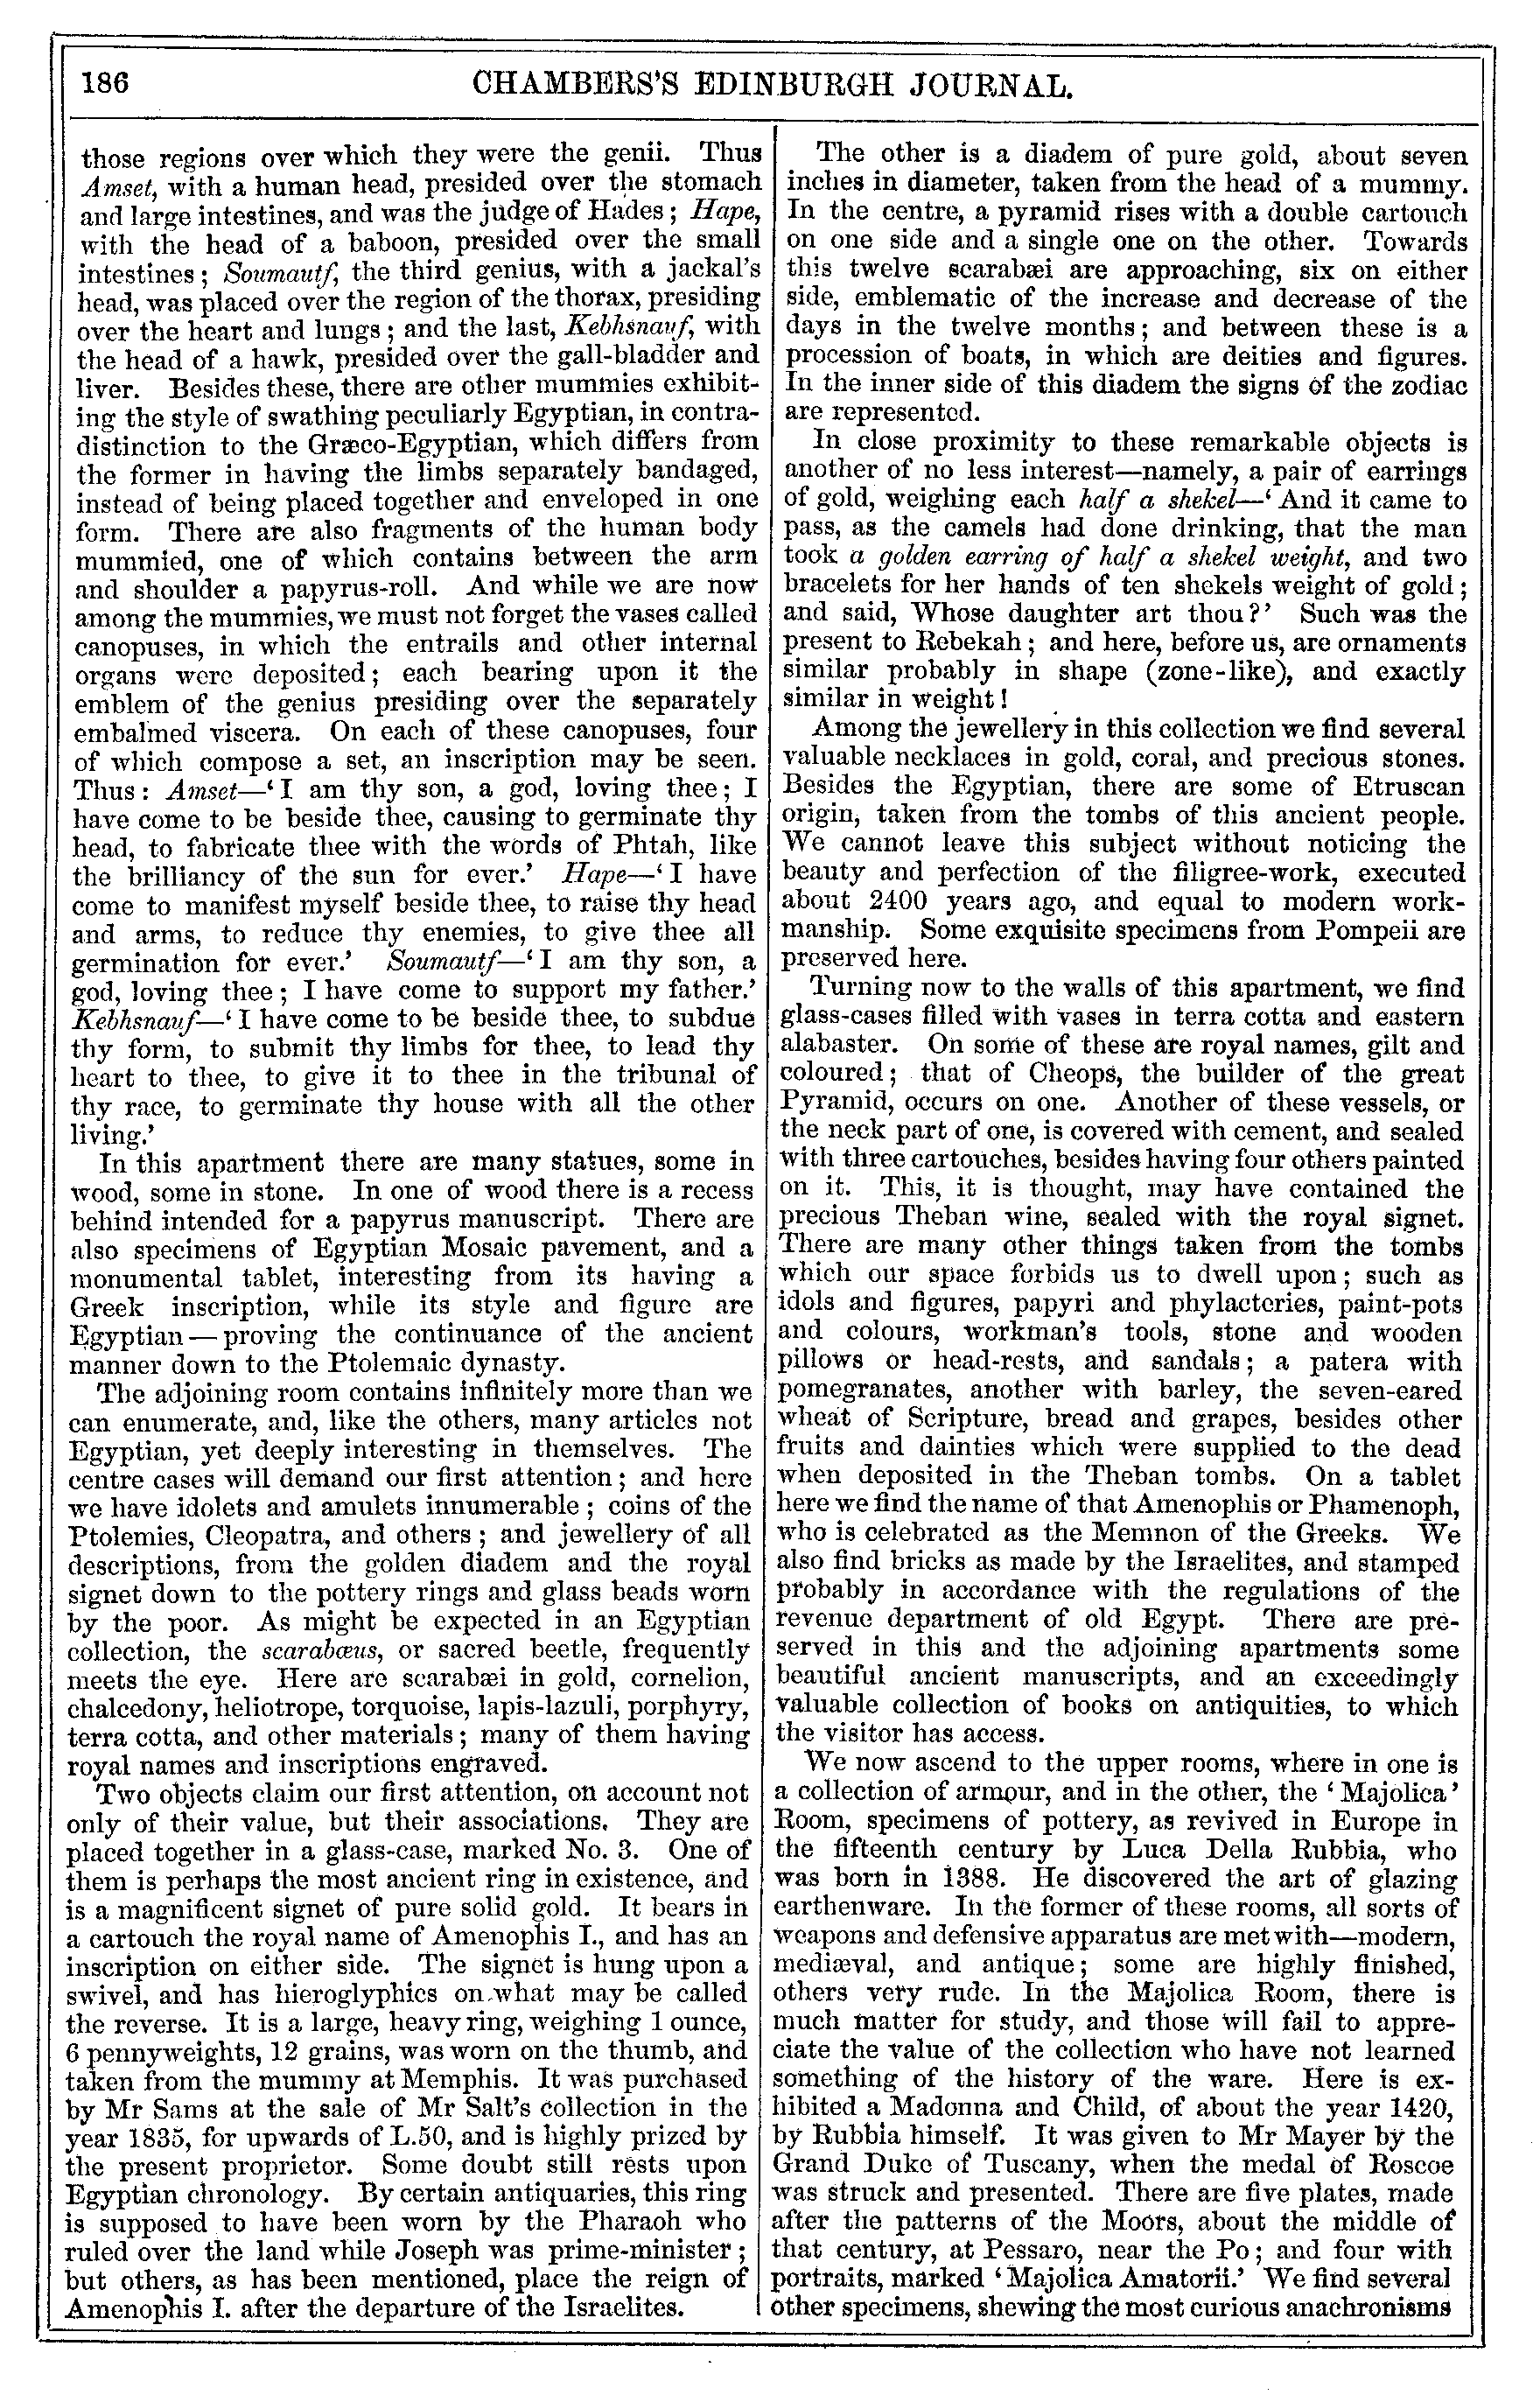 186
CHAMBERS'S EDINBURGH JOURNAL.
those regions over which they were the genii. Thus
Amset, with a human head, presided over the stomach
and large intestines, and was the judge of Hades; Hape,
with the head of a baboon, presided over the small
intestines; Soumautf, the third genius, with a jackal's
head, was placed over the region of the thorax, presiding
over the heart and lungs; and the last, Kebhsnauf, with
the head of a hawk, presided over the gall-bladder and
liver. Besides these, there are other mummies exhibit-
ing the style of swathing peculiarly Egyptian, in contra-
distinction to the Græco-Egyptian, which differs from
the former in having the limbs separately bandaged,
instead of being placed together and enveloped in one
form. There are also fragments of the human body
mummied, one of which contains between the arm
and shoulder a papyrus-roll. And while we are now
among the mummies, we must not forget the vases called
canopuses, in which the entrails and other internal
organs were deposited; each bearing upon it the
emblem of the genius presiding over the separately
embalmed viscera. On each of these canopuses, four
of which compose a set, an inscription may be seen.
Thus: Amset—'I am thy son, a god, loving thee; I
have come to be beside thee, causing to germinate thy
head, to fabricate thee with the words of Phtah, like
the brilliancy of the sun for ever.' Hape—'I have
come to manifest myself beside thee, to raise thy head
and arms, to reduce thy enemies, to give thee all
germination for ever.' Soumautf—'I am thy son, a
god, loving thee; I have come to support my father.'
Kebhsnauf—'I have come to be beside thee, to subdue
thy form, to submit thy limbs for thee, to lead thy
heart to thee, to give it to thee in the tribunal of
thy race, to germinate thy house with all the other
living.'
In this apartment there are many statues, some in
wood, some in stone. In one of wood there is a recess
behind intended for a papyrus manuscript. There are
also specimens of Egyptian Mosaic pavement, and a
monumental tablet, interesting from its having a
Greek inscription, while its style and figure are
Egyptian—proving the continuance of the ancient
manner down to the Ptolemaic dynasty.
The adjoining room contains infinitely more than we
can enumerate, and, like the others, many articles not
Egyptian, yet deeply interesting in themselves. The
centre cases will demand our first attention; and here
we have idolets and amulets innumerable; coins of the
Ptolemies, Cleopatra, and others; and jewellery of all
descriptions, from the golden diadem and the royal
signet down to the pottery rings and glass beads worn
by the poor. As might be expected in an Egyptian
collection, the scarabæus, or sacred beetle, frequently
meets the eye. Here are scarabæi in gold, cornelion,
chalcedony, heliotrope, torquoise, lapis-lazuli, porphyry,
terra cotta, and other materials; many of them having
royal names and inscriptions engraved.
Two objects claim our first attention, on account not
only of their value, but their associations. They are
placed together in a glass-case, marked No. 3. One of
them is perhaps the most ancient ring in existence, and
is a magnificent signet of pure solid gold. It bears in
a cartouch the royal name of Amenophis I., and has an
inscription on either side. The signet is hung upon a
swivel, and has hieroglyphics on what may be called
the reverse. It is a large, heavy ring, weighing 1 ounce,
6 pennyweights, 12 grains, was worn on the thumb, and
taken from the mummy at Memphis. It was purchased
by Mr Sams at the sale of Mr Salt's collection in the
year 1835, for upwards of L.50, and is highly prized by
the present proprietor. Some doubt still rests upon
Egyptian chronology. By certain antiquaries, this ring
is supposed to have been worn by the Pharaoh who
ruled over the land while Joseph was prime-minister;
but others, as has been mentioned, place the reign of
Amenophis I. after the departure of the Israelites.
The other is a diadem of pure gold, about seven
inches in diameter, taken from the head of a mummy.
In the centre, a pyramid rises with a double cartouch
on one side and a single one on the other. Towards
this twelve scarabæi are approaching, six on either
side, emblematic of the increase and decrease of the
days in the twelve months; and between these is a
procession of boats, in which are deities and figures.
In the inner side of this diadem the signs of the zodiac
are represented.
In close proximity to these remarkable objects is
another of no less interest—namely, a pair of earrings
of gold, weighing each half a shekel—'And it came to
pass, as the camels had done drinking, that the man
took a golden earring of half a shekel weight, and two
bracelets for her hands of ten shekels weight of gold;
and said, Whose daughter art thou?' Such was the
present to Rebekah; and here, before us, are ornaments
similar probably in shape (zone-like), and exactly
similar in weight!
Among the jewellery in this collection we find several
valuable necklaces in gold, coral, and precious stones.
Besides the Egyptian, there are some of Etruscan
origin, taken from the tombs of this ancient people.
We cannot leave this subject without noticing the
beauty and perfection of the filigree-work, executed
about 2400 years ago, and equal to modern work-
manship. Some exquisite specimens from Pompeii are
preserved here.
Turning now to the walls of this apartment, we find
glass-cases filled with vases in terra cotta and eastern
alabaster. On some of these are royal names, gilt and
coloured; that of Cheops, the builder of the great
Pyramid, occurs on one. Another of these vessels, or
the neck part of one, is covered with cement, and sealed
with three cartouches, besides having four others painted
on it. This, it is thought, may have contained the
precious Theban wine, sealed with the royal signet.
There are many other things taken from the tombs
which our space forbids us to dwell upon; such as
idols and figures, papyri and phylacteries, paint-pots
and colours, workman's tools, stone and wooden
pillows or head-rests, and sandals; a patera with
pomegranates, another with barley, the seven-eared
wheat of Scripture, bread and grapes, besides other
fruits and dainties which were supplied to the dead
when deposited in the Theban tombs. On a tablet
here we find the name of that Amenophis or Phamenoph,
who is celebrated as the Memnon of the Greeks. We
also find bricks as made by the Israelites, and stamped
probably in accordance with the regulations of the
revenue department of old Egypt. There are pre-
served in this and the adjoining apartments some
beautiful ancient manuscripts, and an exceedingly
valuable collection of books on antiquities, to which
the visitor has access.
We now ascend to the upper rooms, where in one is
a collection of armour, and in the other, the 'Majolica'
Room, specimens of pottery, as revived in Europe in
the fifteenth century by Luca Della Rubbia, who
was born in 1388. He discovered the art of glazing
earthenware. In the former of these rooms, all sorts of
weapons and defensive apparatus are met with—modern,
mediæval, and antique; some are highly finished,
others very rude. In the Majolica Room, there is
much matter for study, and those will fail to appre-
ciate the value of the collection who have not learned
something of the history of the ware. Here is ex-
hibited a Madonna and Child, of about the year 1420,
by Rubbia himself. It was given to Mr Mayer by the
Grand Duke of Tuscany, when the medal of Roscoe
was struck and presented. There are five plates, made
after the patterns of the Moors, about the middle of
that century, at Pessaro, near the Po; and four with
portraits, marked 'Majolica Amatorii.' We find several
other specimens, shewing the most curious anachronisms